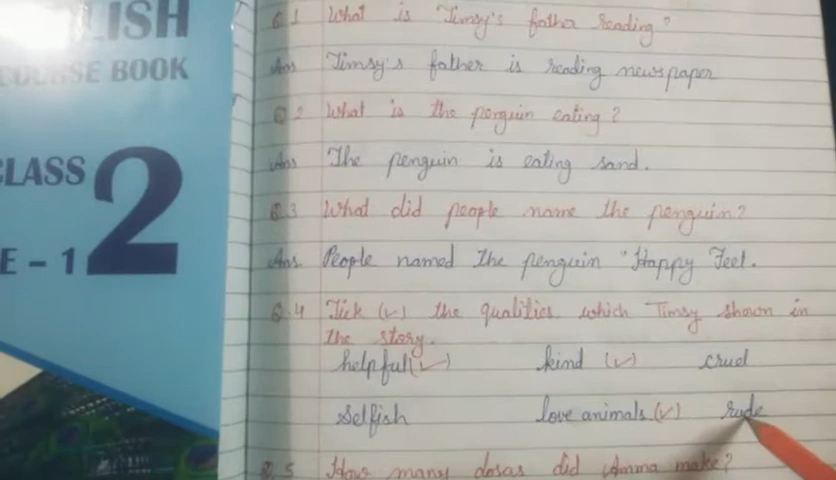 LISH
COURSE BOOK
CLASS 2
E - 1
Q.1 What is Timsy's father reading?
Ans Timsy's father is reading newspaper
Q.2 What is the penguin eating?
Ans The penguin is eating sand.
Q.3 What did people name the penguin?
Ans. People named the penguin "Happy Feet.
Q.4 Tick (✓) the qualities which Timsy shown in
the story.
helpful (✓) kind (✓) cruel
Selfish love animals (✓) rude
Q.5 How many dosas did Amma make?